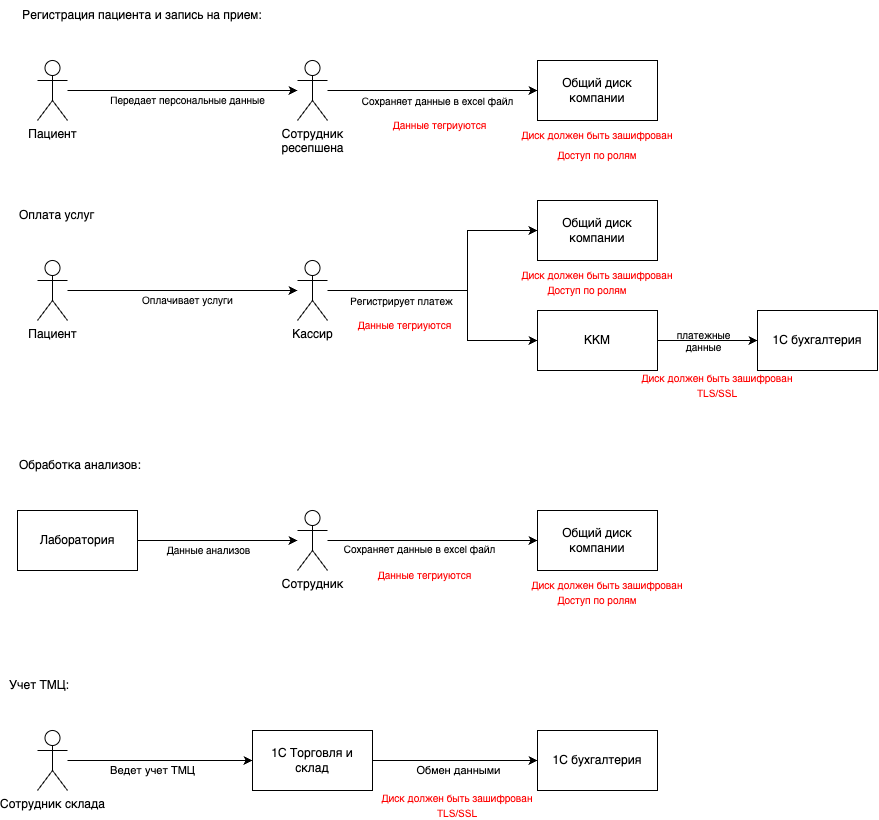 Регистрация пациента и запись на прием:
Передает персональные данные
Сохраняет данные в excel файл
Данные тегриуются
Общий диск
компании
Пациент
Сотрудник
ресепшена
Диск должен быть зашифрован
Доступ по ролям
Оплата услуг
Общий диск
компании
Диск должен быть зашифрован
Доступ по ролям
Оплачивает услуги
Регистрирует платеж
Данные тегриуются
Пациент
Кассир
ККМ
платежные
данные
1С бухгалтерия
Диск должен быть зашифрован
TLS/SSL
Обработка анализов:
Лаборатория
Данные анализов
Сохраняет данные в excel файл
Данные тегриуются
Общий диск
компании
Сотрудник
Диск должен быть зашифрован
Доступ по ролям
Учет ТМЦ:
Ведет учет ТМЦ
1С Торговля и
склад
Обмен данными
1С бухгалтерия
Сотрудник склада
Диск должен быть зашифрован
TLS/SSL